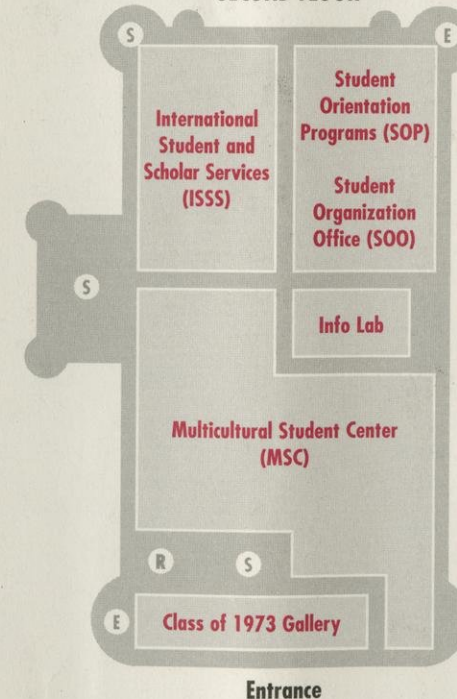 S
E
International
Student and
Scholar Services
(ISSS)
Student
Orientation
Programs (SOP)
Student
Organization
Office (SOO)
S
Info Lab
Multicultural Student Center
(MSC)
R
S
E
Class of 1973 Gallery
Entrance